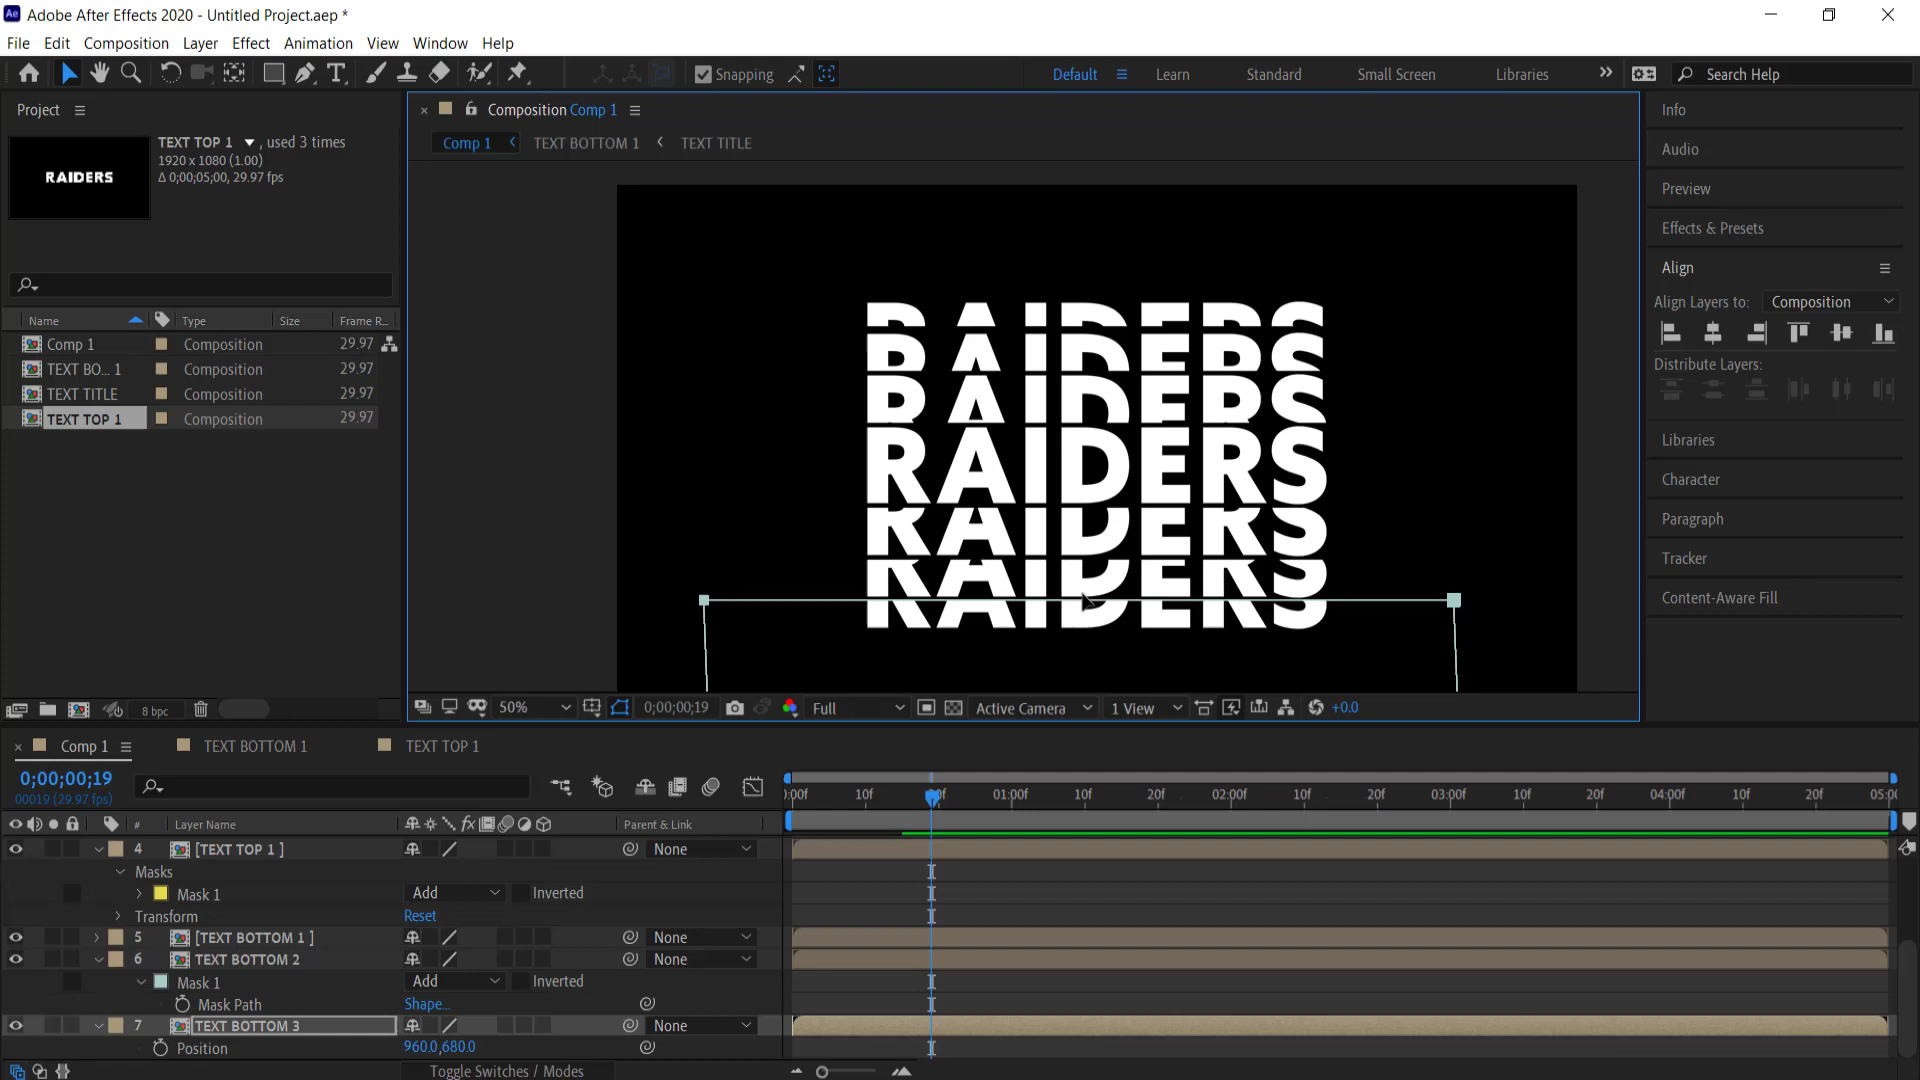 Adobe After Effects 2020 - Untitled Project.aep *
File Edit Composition Layer Effect Animation View Window Help
Snapping Default Learn Standard Small Screen Libraries Search Help
Project
TEXT TOP 1 , used 3 times
1920 x 1080 (1.00)
Δ 0;00;05;00, 29.97 fps
RAIDERS
Name Type Size Frame R...
Comp 1 Composition 29.97
TEXT BO... 1 Composition 29.97
TEXT TITLE Composition 29.97
TEXT TOP 1 Composition 29.97
8 bpc
Composition Comp 1
Comp 1 TEXT BOTTOM 1 TEXT TITLE
RAIDERS
RAIDERS
RAIDERS
RAIDERS
RAIDERS
RAIDERS
RAIDERS
50% 0;00;00;19 Full Active Camera 1 View +0.0
Info
Audio
Preview
Effects & Presets
Align
Align Layers to: Composition
Distribute Layers:
Libraries
Character
Paragraph
Tracker
Content-Aware Fill
Comp 1 TEXT BOTTOM 1 TEXT TOP 1
0;00;00;19
00019 (29.97 fps)
:00f 10f 20f 01:00f 10f 20f 02:00f 10f 20f 03:00f 10f 20f 04:00f 10f 20f 05:00
# Layer Name Parent & Link
4 [TEXT TOP 1 ] None
Masks
Mask 1 Add Inverted
Transform Reset
5 [TEXT BOTTOM 1 ] None
6 TEXT BOTTOM 2 None
Mask 1 Add Inverted
Mask Path Shape...
7 TEXT BOTTOM 3 None
Position 960.0,680.0
Toggle Switches / Modes